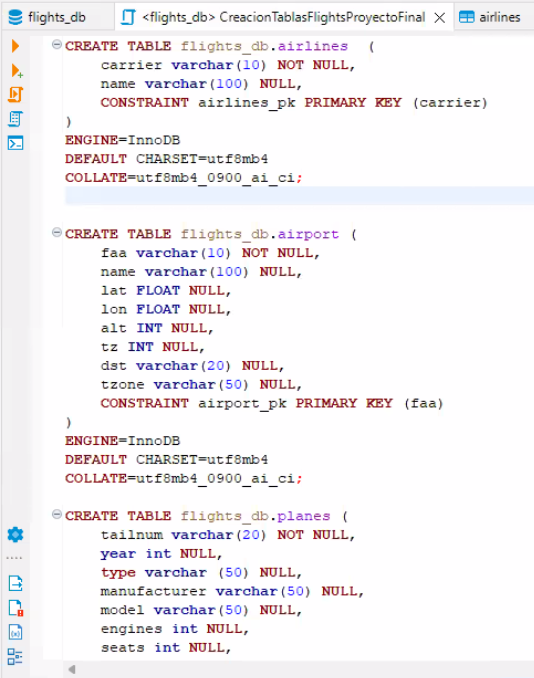 flights_db   <flights_db> CreacionTablasFlightsProyectoFinal   airlines
CREATE TABLE flights_db.airlines  (
    carrier varchar(10) NOT NULL,
    name varchar(100) NULL,
    CONSTRAINT airlines_pk PRIMARY KEY (carrier)
)
ENGINE=InnoDB
DEFAULT CHARSET=utf8mb4
COLLATE=utf8mb4_0900_ai_ci;
CREATE TABLE flights_db.airport (
    faa varchar(10) NOT NULL,
    name varchar(100) NULL,
    lat FLOAT NULL,
    lon FLOAT NULL,
    alt INT NULL,
    tz INT NULL,
    dst varchar(20) NULL,
    tzone varchar(50) NULL,
    CONSTRAINT airport_pk PRIMARY KEY (faa)
)
ENGINE=InnoDB
DEFAULT CHARSET=utf8mb4
COLLATE=utf8mb4_0900_ai_ci;
CREATE TABLE flights_db.planes (
    tailnum varchar(20) NOT NULL,
    year int NULL,
    type varchar (50) NULL,
    manufacturer varchar(50) NULL,
    model varchar(50) NULL,
    engines int NULL,
    seats int NULL,